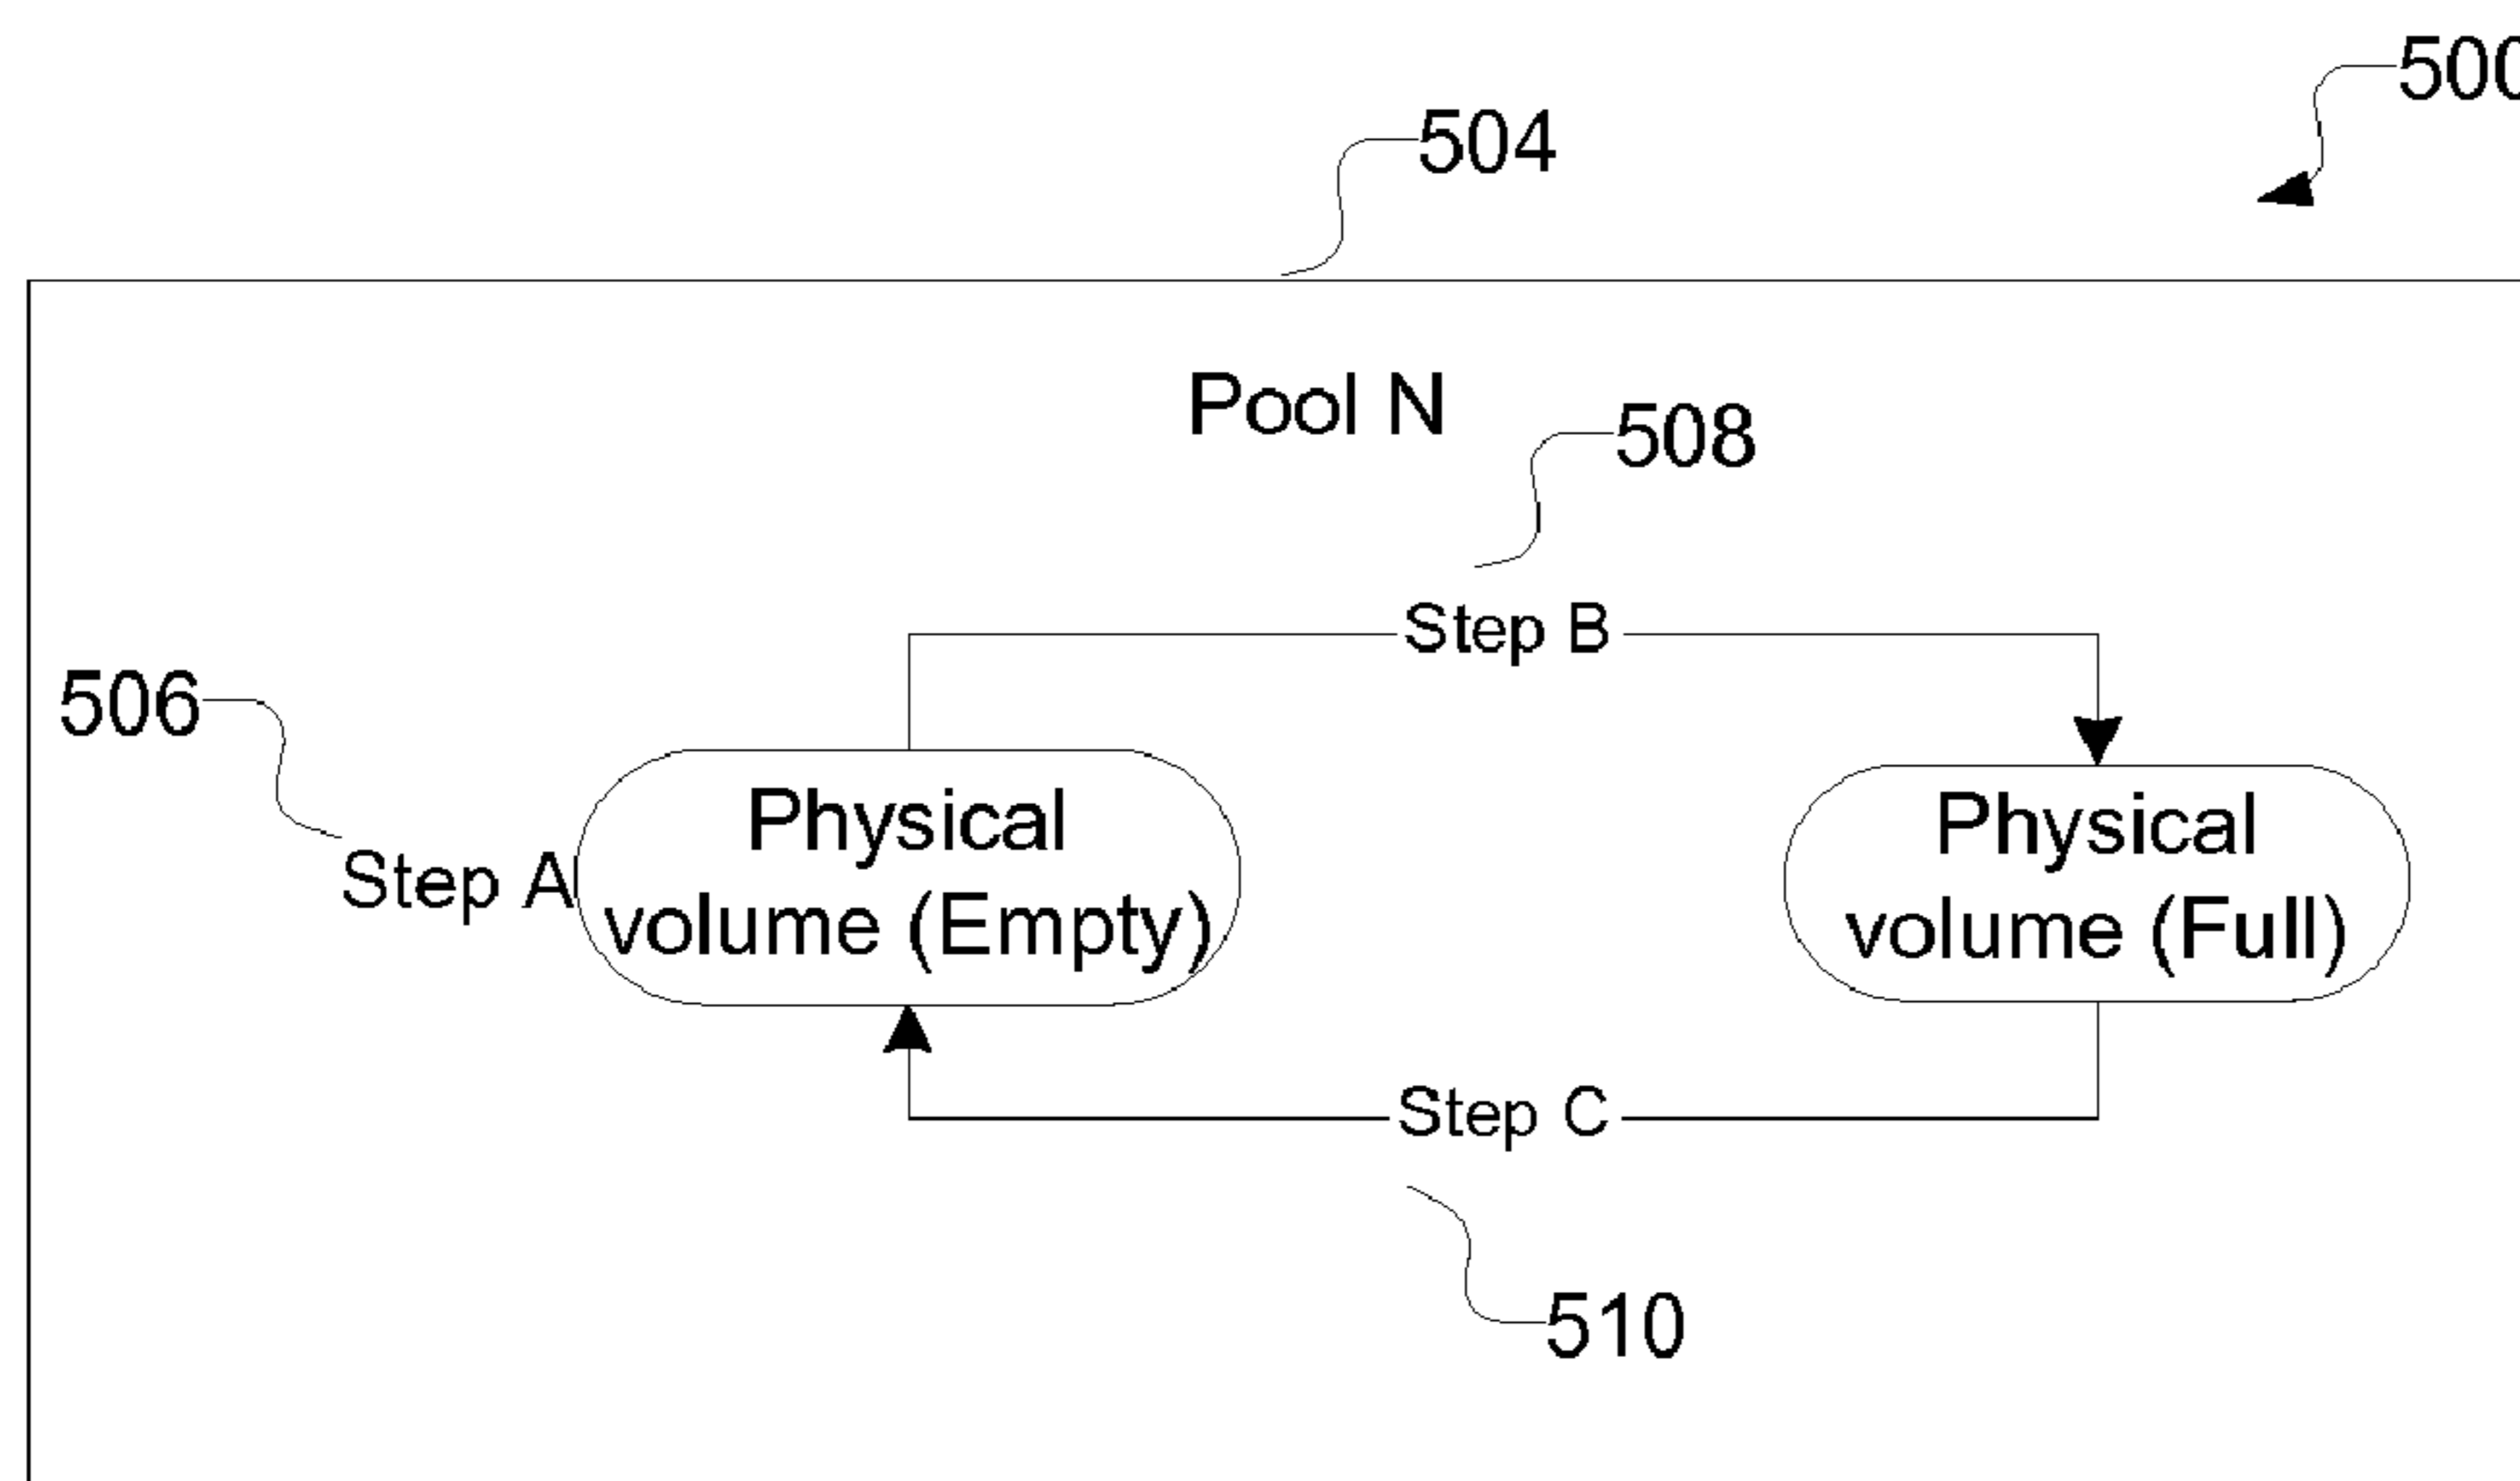 500
504
Pool N
508
Step B
506
Physical
volume (Empty)
Physical
volume (Full)
Step A
Step C
510